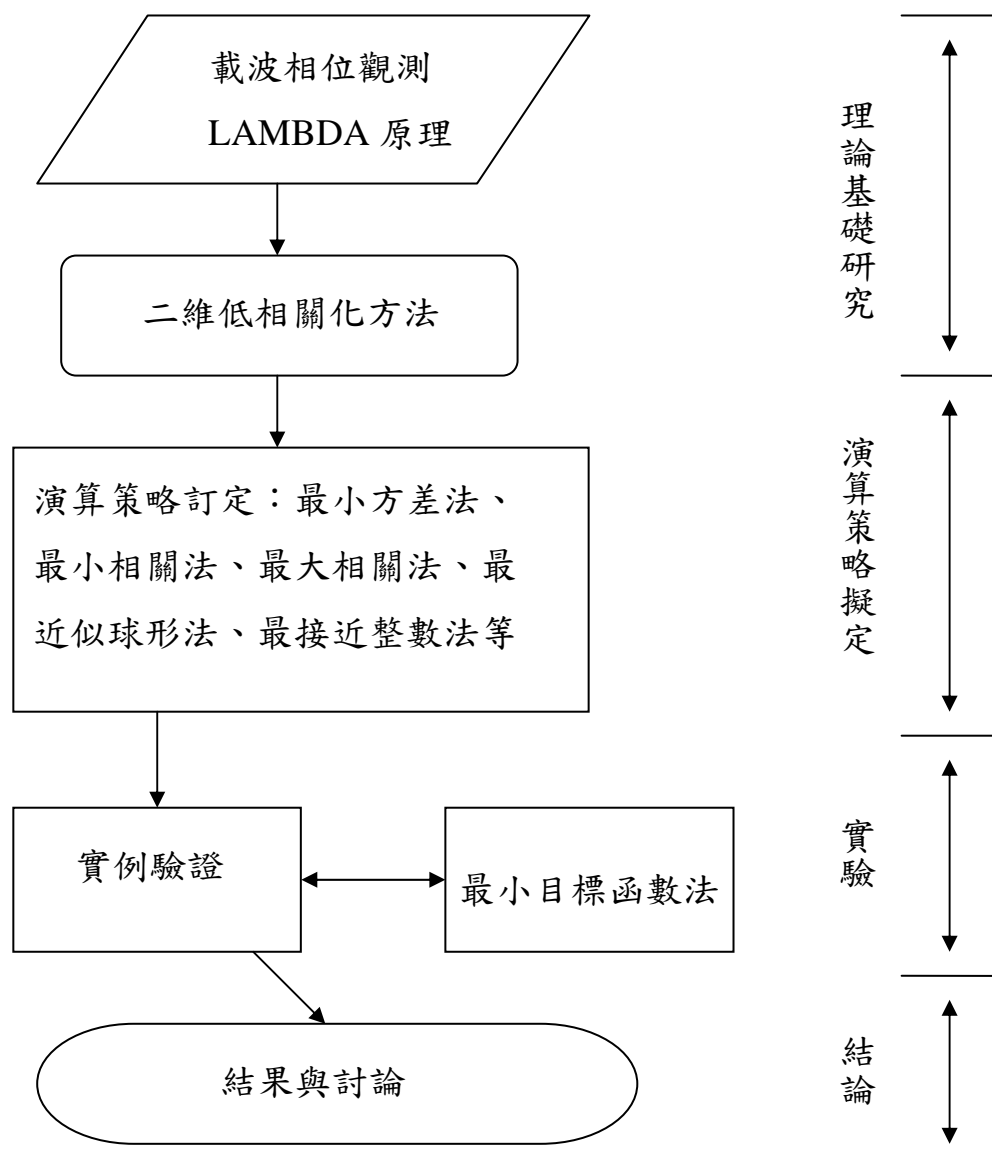 載波相位觀測
LAMBDA 原理
二維低相關化方法
演算策略訂定：最小方差法、
最小相關法、最大相關法、最
近似球形法、最接近整數法等
實例驗證
最小目標函數法
結果與討論
理論基礎研究
演算策略擬定
實驗
結論